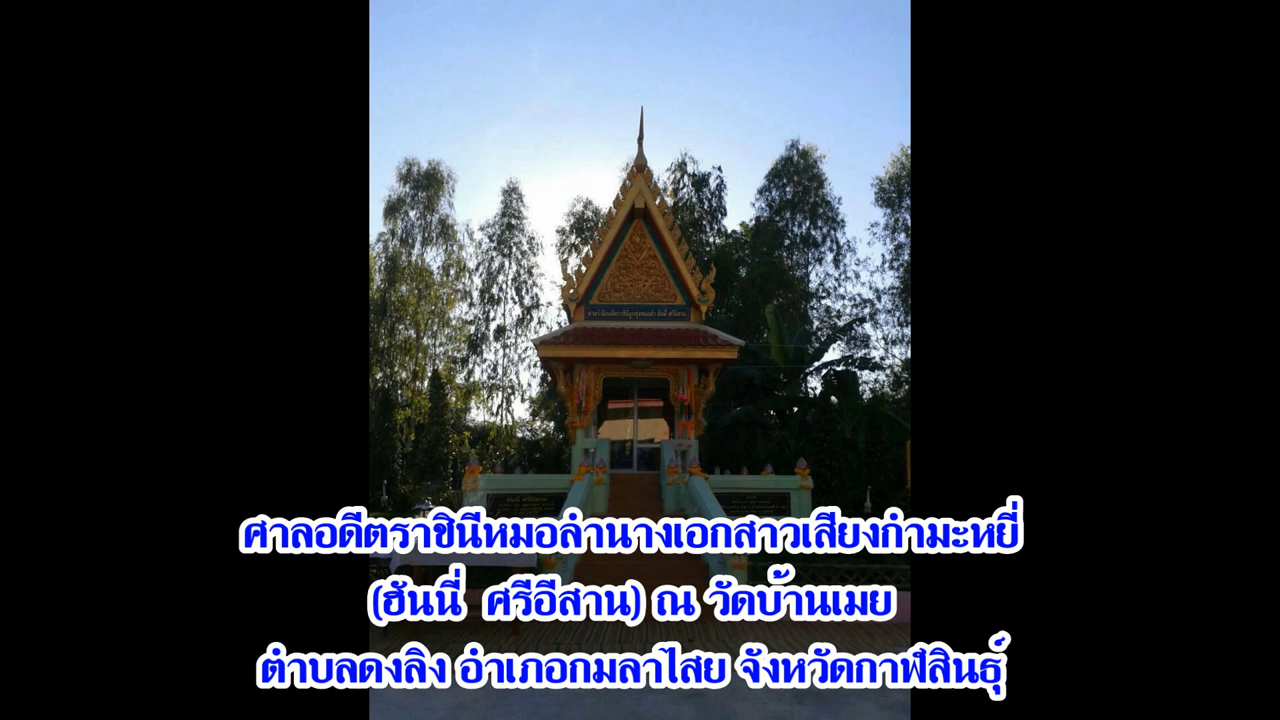 ศาลอดีตราชินีหมอลำนางเอกสาวเสียงกำมะหยี่
(ฮันนี่ ศรีอีสาน) ณ วัดบ้านเมย
ตำบลดงลิง อำเภอกมลาไสย จังหวัดกาฬสินธุ์